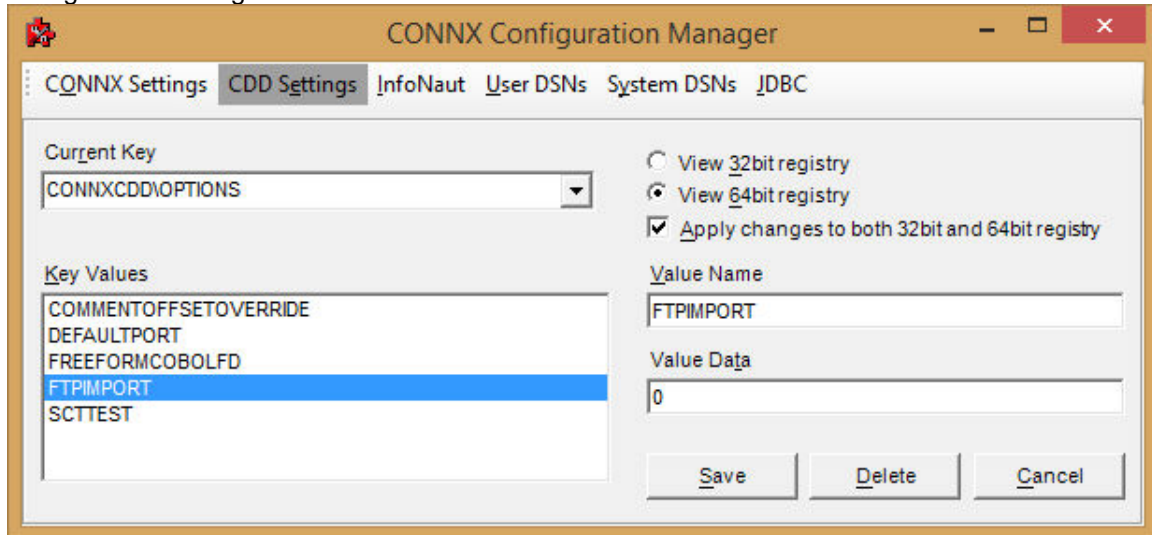 CONNX Configuration Manager
CONNX Settings CDD Settings InfoNaut User DSNs System DSNs JDBC
Current Key
CONNXCDD\OPTIONS
View 32bit registry
View 64bit registry
Apply changes to both 32bit and 64bit registry
Key Values
COMMENTOFFSETOVERRIDE
DEFAULTPORT
FREEFORMCOBOLFD
FTPIMPORT
SCTTEST
Value Name
FTPIMPORT
Value Data
0
Save Delete Cancel